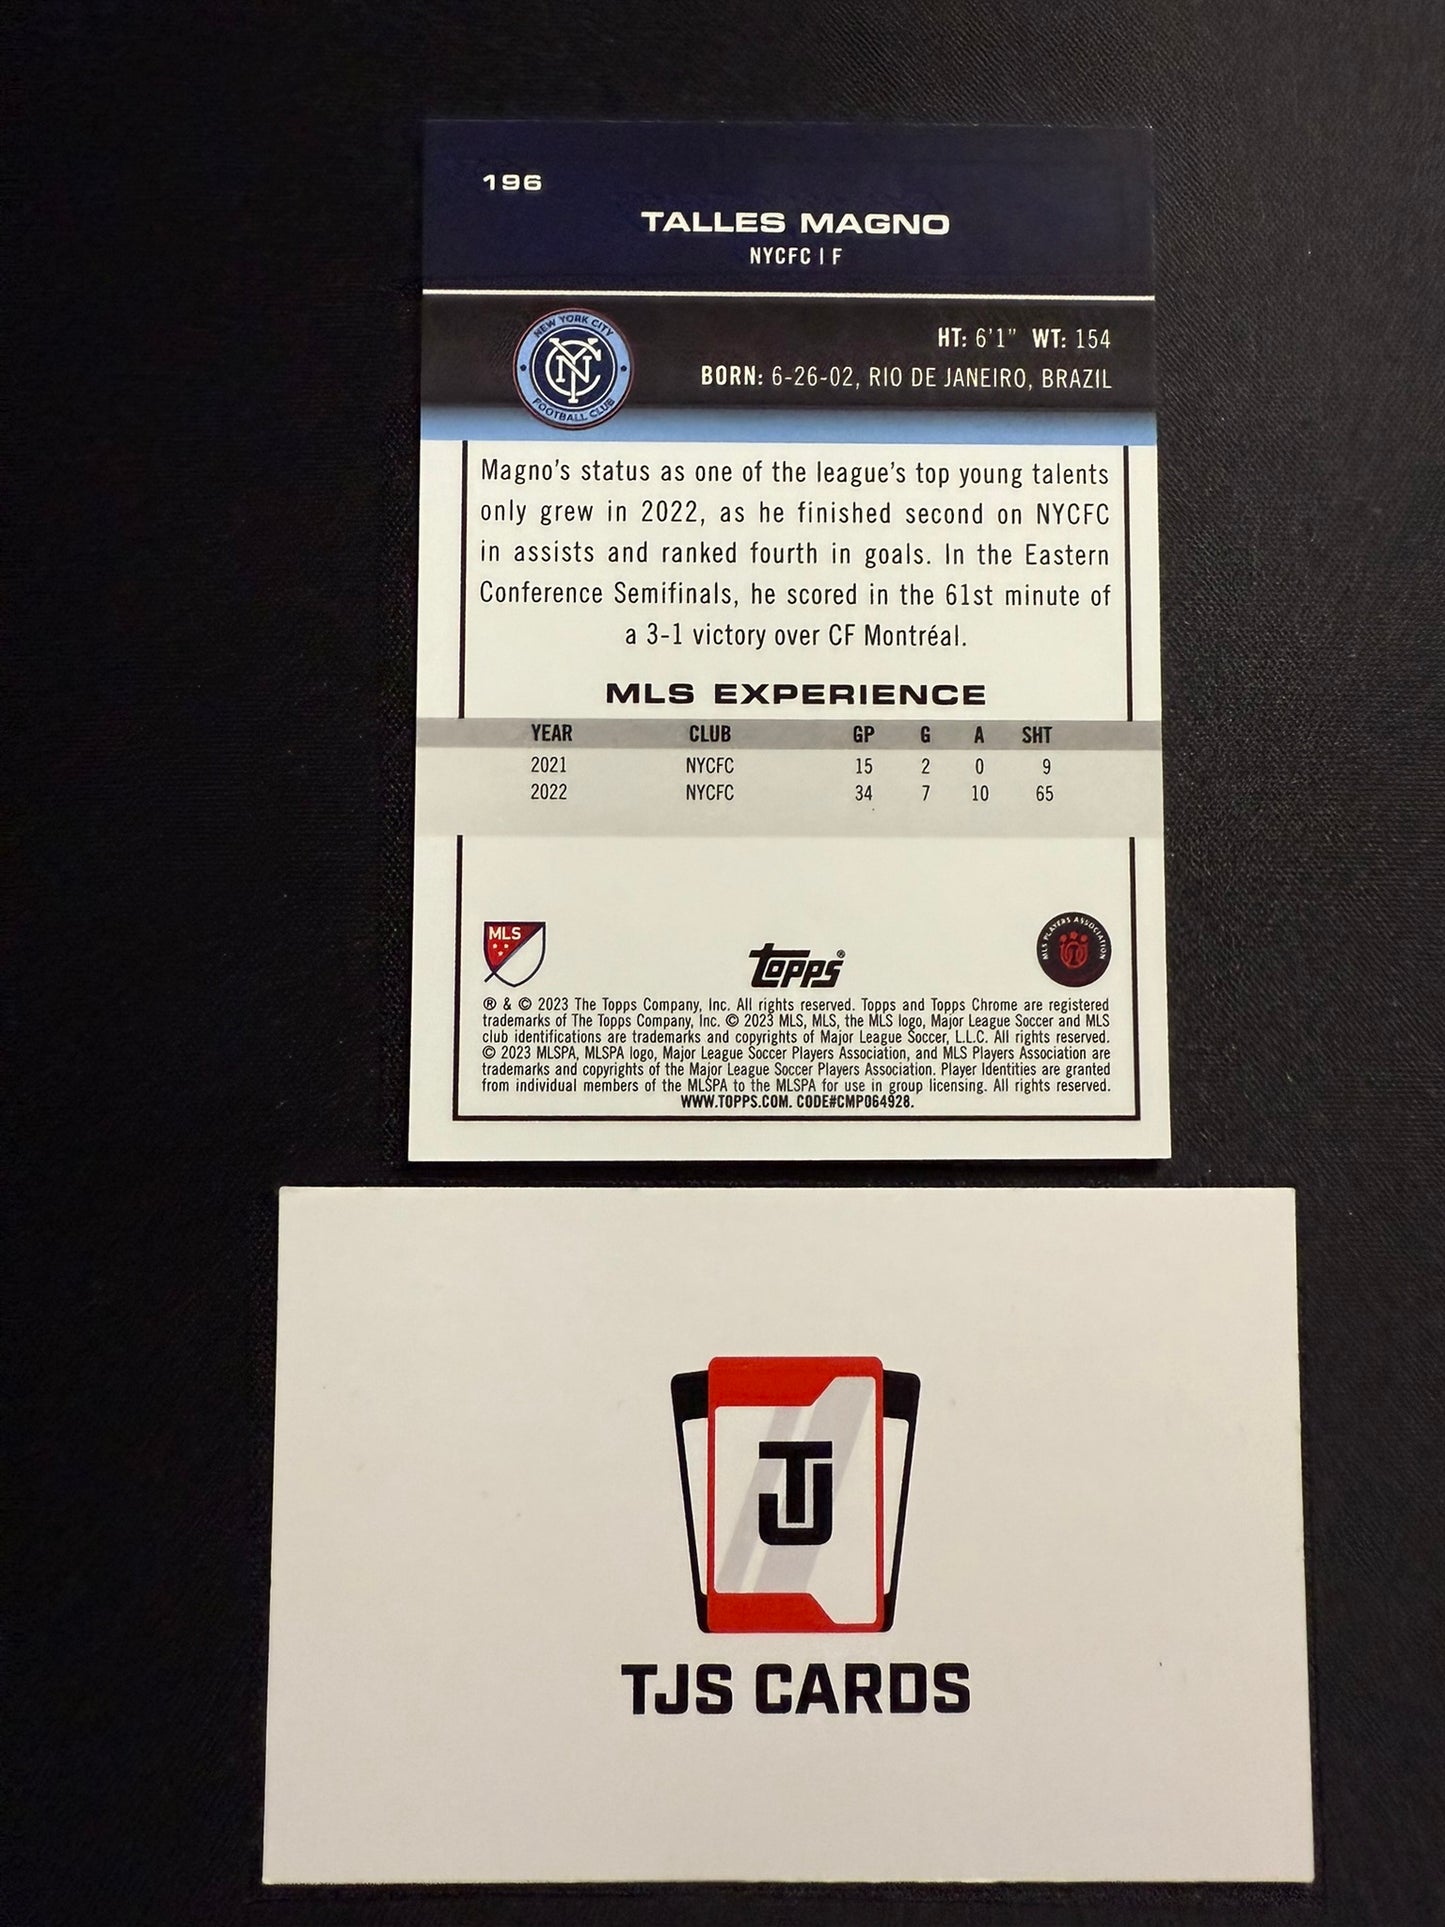 196
TALLES MAGNO
NYCFC | F
NEW YORK CITY
NYC
FOOTBALL CLUB
HT: 6'1" WT: 154
BORN: 6-26-02, RIO DE JANEIRO, BRAZIL
Magno's status as one of the league's top young talents
only grew in 2022, as he finished second on NYCFC
in assists and ranked fourth in goals. In the Eastern
Conference Semifinals, he scored in the 61st minute of
a 3-1 victory over CF Montréal.
MLS EXPERIENCE
YEAR CLUB GP G A SHT
2021 NYCFC 15 2 0 9
2022 NYCFC 34 7 10 65
MLS
Topps®
MLS PLAYERS ASSOCIATION
® & © 2023 The Topps Company, Inc. All rights reserved. Topps and Topps Chrome are registered
trademarks of The Topps Company, Inc. © 2023 MLS, MLS, the MLS logo, Major League Soccer and MLS
club identifications are trademarks and copyrights of Major League Soccer, L.L.C. All rights reserved.
© 2023 MLSPA, MLSPA logo, Major League Soccer Players Association, and MLS Players Association are
trademarks and copyrights of the Major League Soccer Players Association. Player Identities are granted
from individual members of the MLSPA to the MLSPA for use in group licensing. All rights reserved.
WWW.TOPPS.COM. CODE#CMP064928.
TJ
TJS CARDS